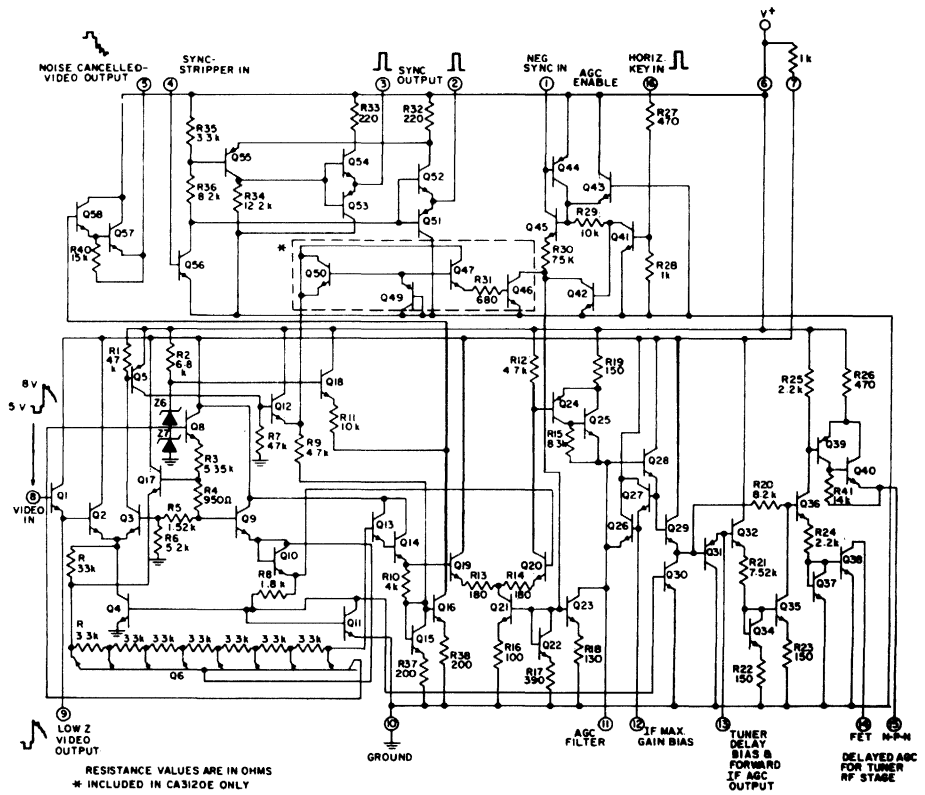 V+
NOISE CANCELLED-
VIDEO OUTPUT
5
SYNC-
STRIPPER IN
4
3
SYNC
OUTPUT
2
NEG
SYNC IN
1
AGC
ENABLE
HORIZ.
KEY IN
16
6
1k
7
R35
3.3k
Q55
R33
220
R32
220
R27
470
Q54
Q52
Q44
Q43
R36
8.2k
R34
12.2k
Q53
Q51
Q45
R29
10k
Q41
Q58
Q57
R40
15k
Q56
*
Q50
Q47
R31
680
Q46
R30
75K
R28
1k
Q49
Q42
R1
47
k
Q5
R2
6.8
k
Q18
R12
4.7k
R19
150
R25
2.2k
R26
470
8V
5V
Z6
Z7
Q8
Q12
R11
10k
Q24
Q25
R7
47k
R9
4.7k
R15
8.3k
Q39
Q40
R3
5.35k
Q17
R4
950Ω
Q28
Q27
R41
14k
8
VIDEO
IN
Q1
Q2
Q3
R5
1.52k
R6
5.2k
Q9
Q13
Q14
Q26
Q29
R20
8.2k
Q36
Q32
R24
2.2k
R
33k
Q10
R8
1.8k
R10
4k
Q19
R13
180
R14
180
Q20
Q31
Q30
R21
7.52k
Q38
Q37
Q4
Q11
Q15
Q16
Q21
Q22
Q23
Q34
Q35
R
3.3k
3.3k
3.3k
3.3k
3.3k
3.3k
3.3k
Q6
R37
200
R38
200
R16
100
R17
390
R18
130
R22
150
R23
150
9
LOW Z
VIDEO
OUTPUT
10
GROUND
11
AGC
FILTER
12
IF MAX.
GAIN BIAS
13
TUNER
DELAY
BIAS &
FORWARD
IF AGC
OUTPUT
14
FET
15
N-P-N
DELAYED AGC
FOR TUNER
RF STAGE
RESISTANCE VALUES ARE IN OHMS
* INCLUDED IN CA3120E ONLY